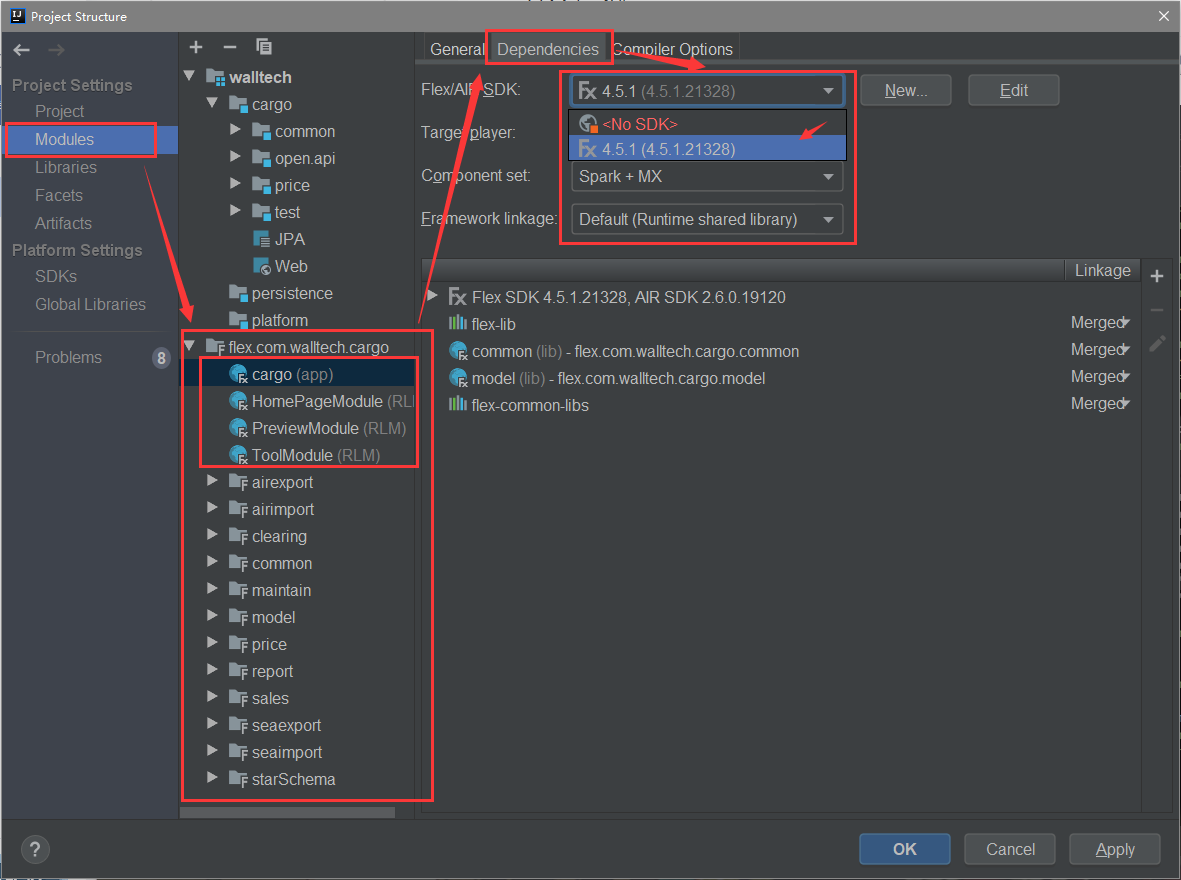 Project Structure
Project Settings
Project
Modules
Libraries
Facets
Artifacts
Platform Settings
SDKs
Global Libraries
Problems 8
walltech
cargo
common
open.api
price
test
JPA
Web
persistence
platform
flex.com.walltech.cargo
cargo (app)
HomePageModule (RLM
PreviewModule (RLM)
ToolModule (RLM)
airexport
airimport
clearing
common
maintain
model
price
report
sales
seaexport
seaimport
starSchema
General Dependencies Compiler Options
Flex/AIR SDK: 4.5.1 (4.5.1.21328) New... Edit
<No SDK>
Target player:
4.5.1 (4.5.1.21328)
Component set: Spark + MX
Framework linkage: Default (Runtime shared library)
Linkage
Flex SDK 4.5.1.21328, AIR SDK 2.6.0.19120
flex-lib Merged
common (lib) - flex.com.walltech.cargo.common Merged
model (lib) - flex.com.walltech.cargo.model Merged
flex-common-libs Merged
? OK Cancel Apply